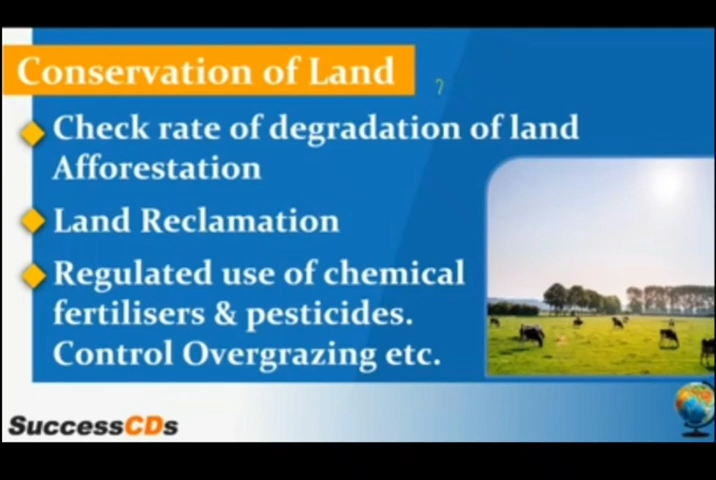 Conservation of Land
Check rate of degradation of land
Afforestation
Land Reclamation
Regulated use of chemical
fertilisers & pesticides.
Control Overgrazing etc.
SuccessCDs